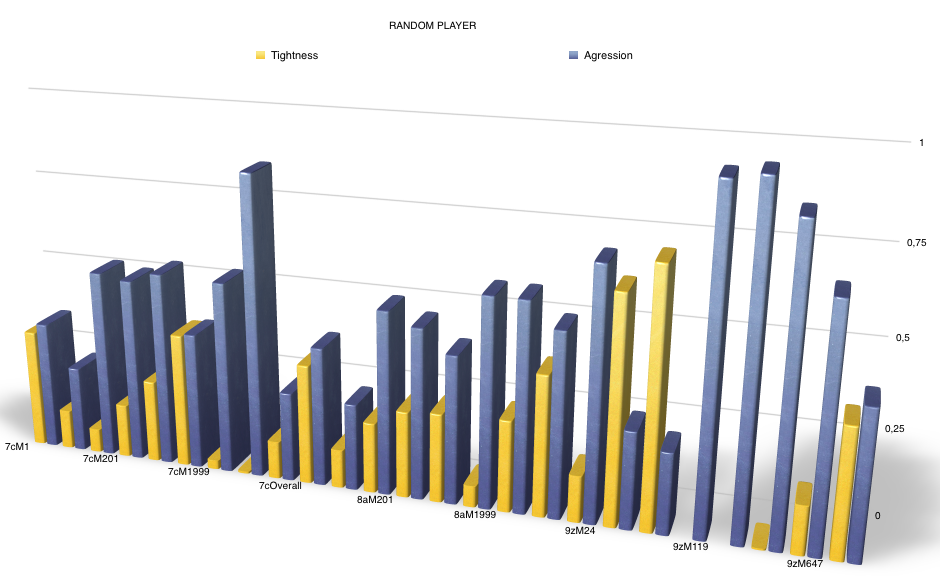 RANDOM PLAYER
Tightness
Agression
1
0,75
0,5
0,25
0
7cM1
7cM201
7cM1999
7cOverall
8aM201
8aM1999
9zM24
9zM119
9zM647